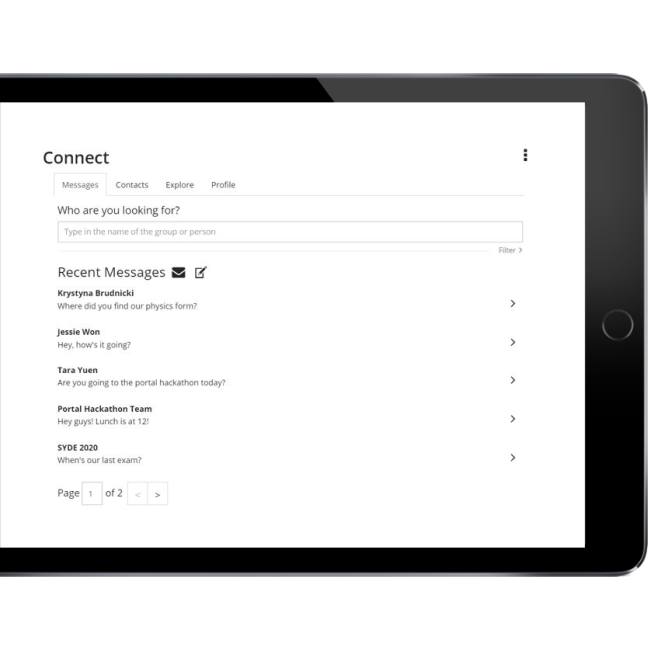 Connect
Messages Contacts Explore Profile
Who are you looking for?
Type in the name of the group or person
Filter >
Recent Messages
Krystyna Brudnicki
Where did you find our physics form?
Jessie Won
Hey, how's it going?
Tara Yuen
Are you going to the portal hackathon today?
Portal Hackathon Team
Hey guys! Lunch is at 12!
SYDE 2020
When's our last exam?
Page 1 of 2 < >